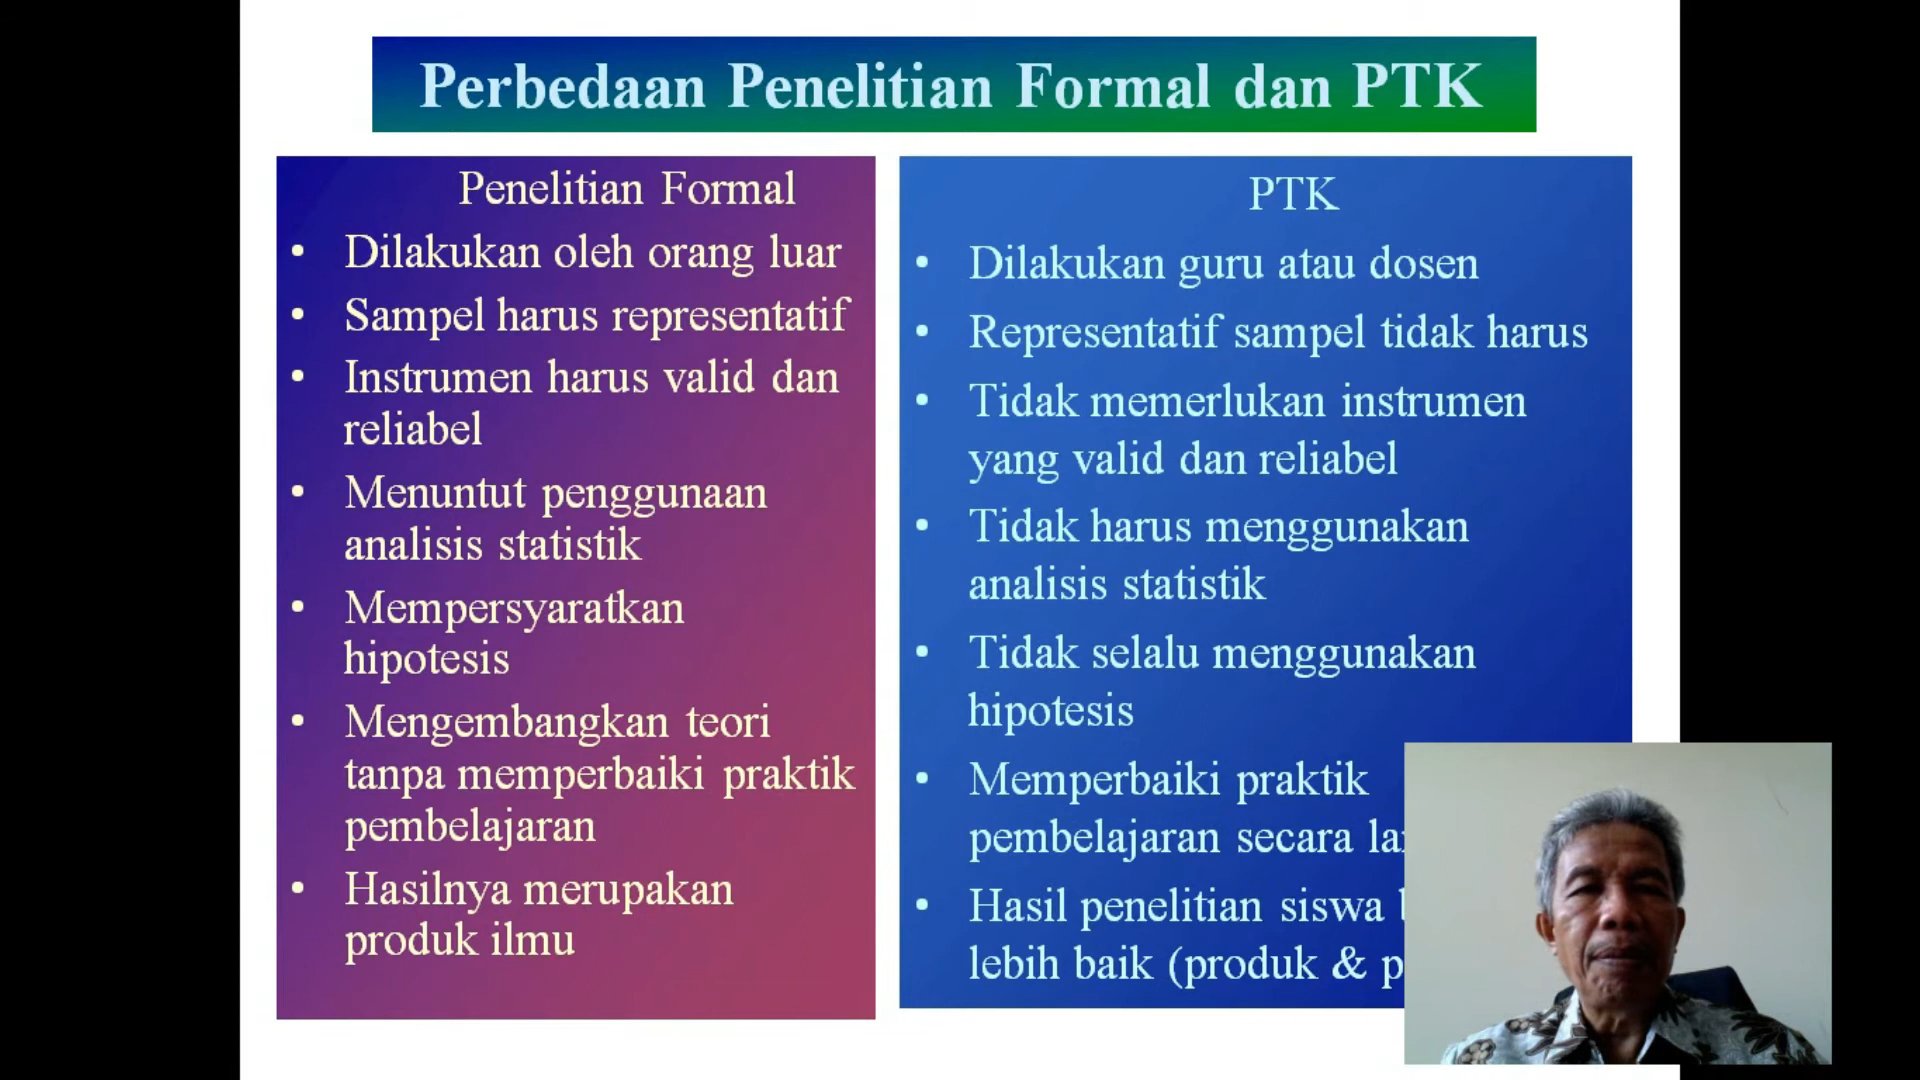 Perbedaan Penelitian Formal dan PTK
Penelitian Formal
• Dilakukan oleh orang luar
• Sampel harus representatif
• Instrumen harus valid dan
reliabel
• Menuntut penggunaan
analisis statistik
• Mempersyaratkan
hipotesis
• Mengembangkan teori
tanpa memperbaiki praktik
pembelajaran
• Hasilnya merupakan
produk ilmu
PTK
• Dilakukan guru atau dosen
• Representatif sampel tidak harus
• Tidak memerlukan instrumen
yang valid dan reliabel
• Tidak harus menggunakan
analisis statistik
• Tidak selalu menggunakan
hipotesis
• Memperbaiki praktik
pembelajaran secara
• Hasil penelitian siswa
lebih baik (produk &